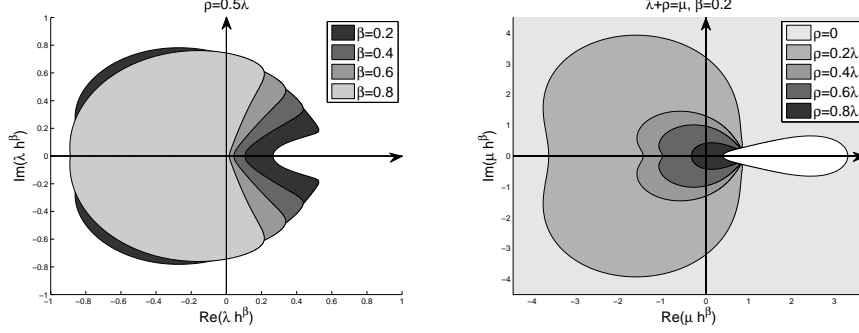 ρ=0.5λ
β=0.2
β=0.4
β=0.6
β=0.8
Im(λ h^β)
1
0.8
0.6
0.4
0.2
0
−0.2
−0.4
−0.6
−0.8
−1
−1 −0.8 −0.6 −0.4 −0.2 0 0.2 0.4 0.6 0.8 1
Re(λ h^β)
λ+ρ=μ, β=0.2
ρ=0
ρ=0.2λ
ρ=0.4λ
ρ=0.6λ
ρ=0.8λ
Im(μ h^β)
4
3
2
1
0
−1
−2
−3
−4
−4 −3 −2 −1 0 1 2 3
Re(μ h^β)